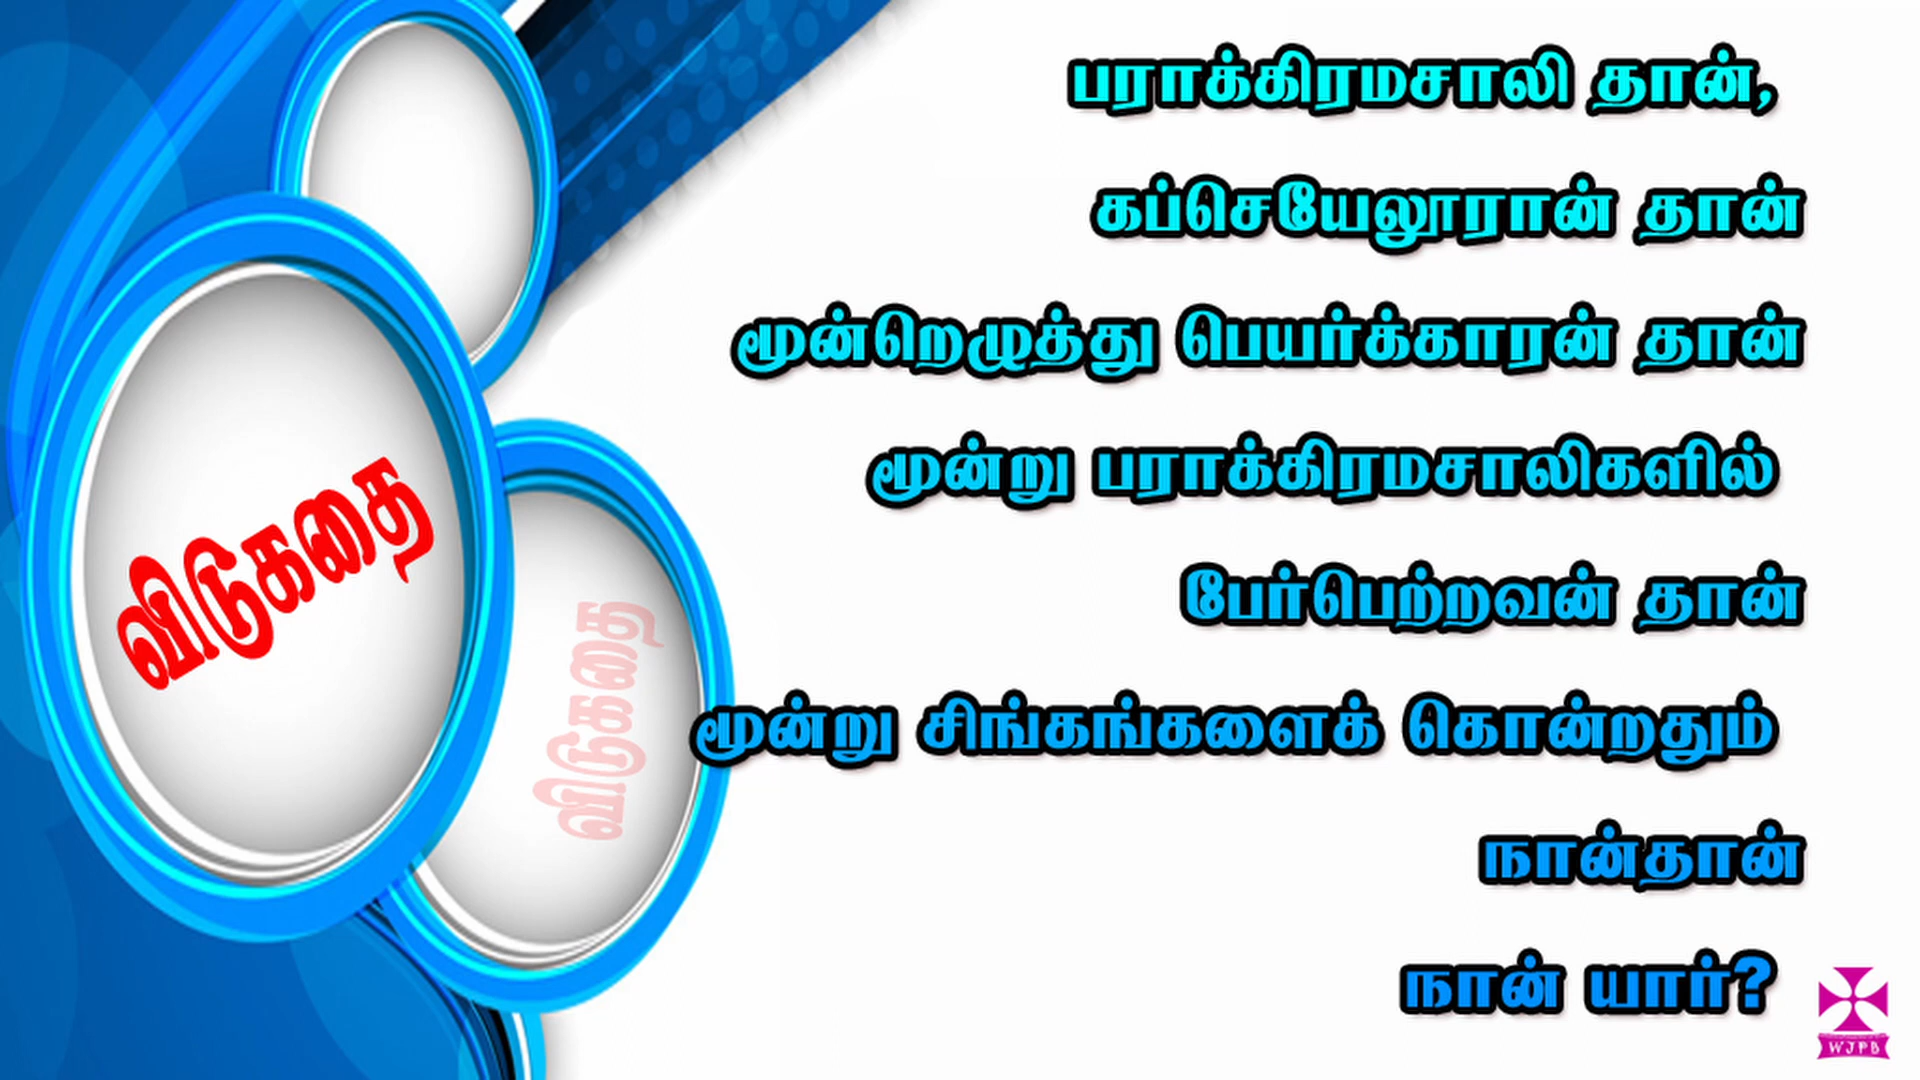 பராக்கிரமசாலி தான்,
கப்செயேலூரான் தான்
மூன்றெழுத்து பெயர்க்காரன் தான்
மூன்று பராக்கிரமசாலிகளில்
பேர்பெற்றவன் தான்
மூன்று சிங்கங்களைக் கொன்றதும்
நான்தான்
நான் யார்?
விடுகதை
விடுகதை
WJPB